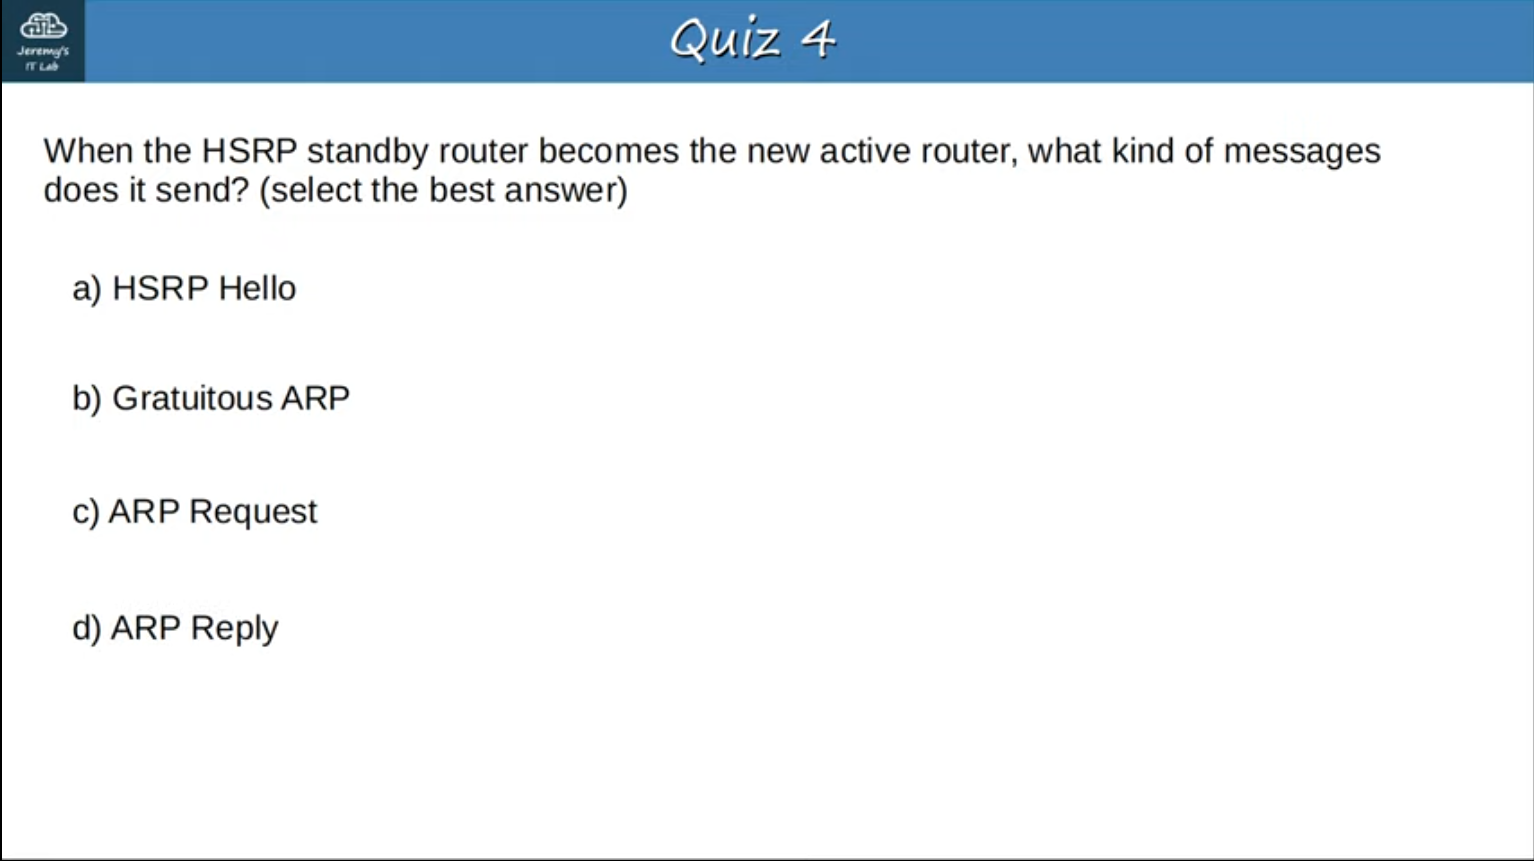 Jeremy's
IT Lab
Quiz 4
When the HSRP standby router becomes the new active router, what kind of messages
does it send? (select the best answer)
a) HSRP Hello
b) Gratuitous ARP
c) ARP Request
d) ARP Reply